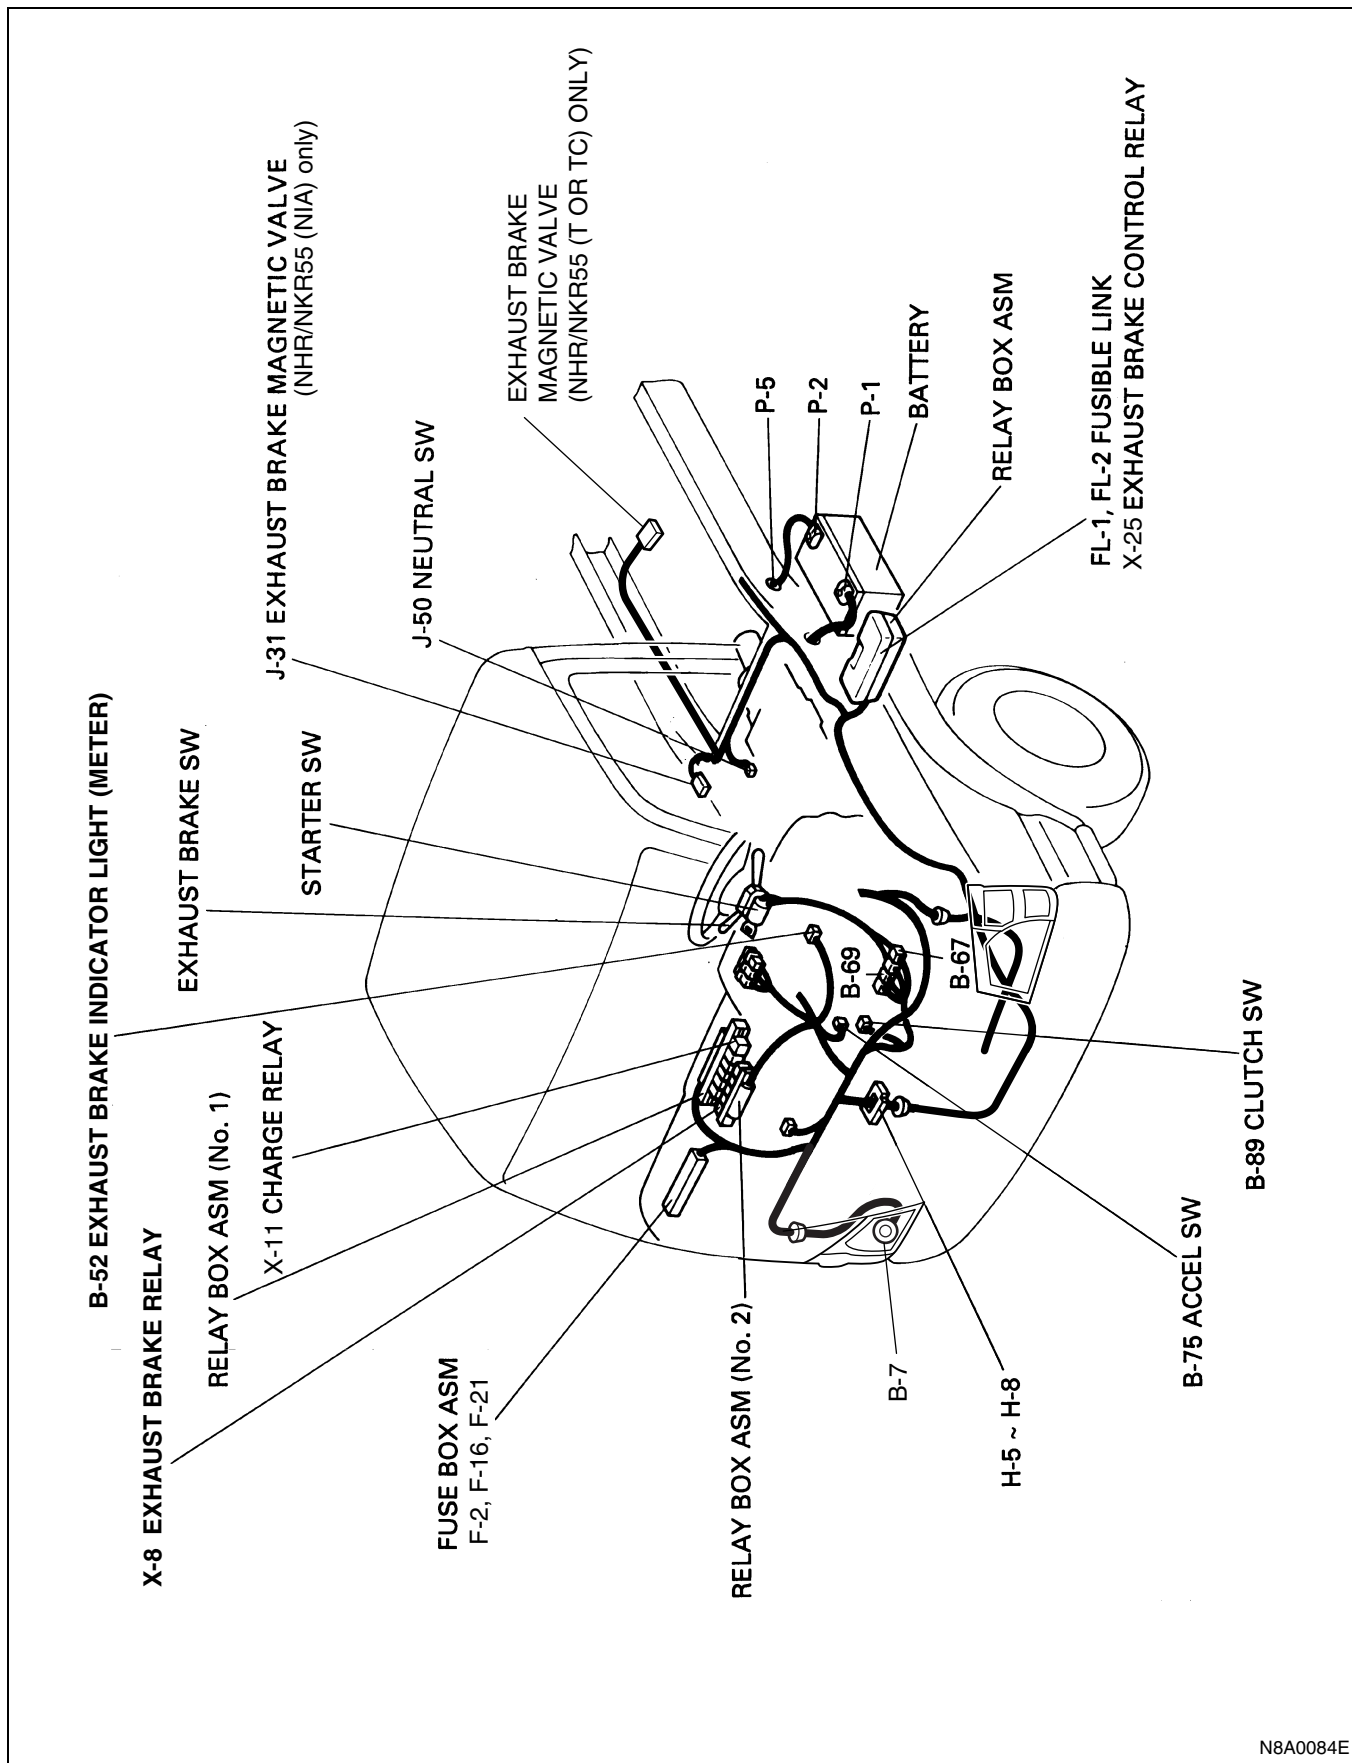 B-52 EXHAUST BRAKE INDICATOR LIGHT (METER)
X-8 EXHAUST BRAKE RELAY
EXHAUST BRAKE SW
RELAY BOX ASM (No. 1)
X-11 CHARGE RELAY
STARTER SW
J-31 EXHAUST BRAKE MAGNETIC VALVE
(NHR/NKR55 (NIA) only)
J-50 NEUTRAL SW
EXHAUST BRAKE
MAGNETIC VALVE
(NHR/NKR55 (T OR TC) ONLY)
FUSE BOX ASM
F-2, F-16, F-21
RELAY BOX ASM (No. 2)
P-5
P-2
P-1
BATTERY
RELAY BOX ASM
FL-1, FL-2 FUSIBLE LINK
X-25 EXHAUST BRAKE CONTROL RELAY
B-69
B-67
B-7
H-5 ~ H-8
B-75 ACCEL SW
B-89 CLUTCH SW
N8A0084E